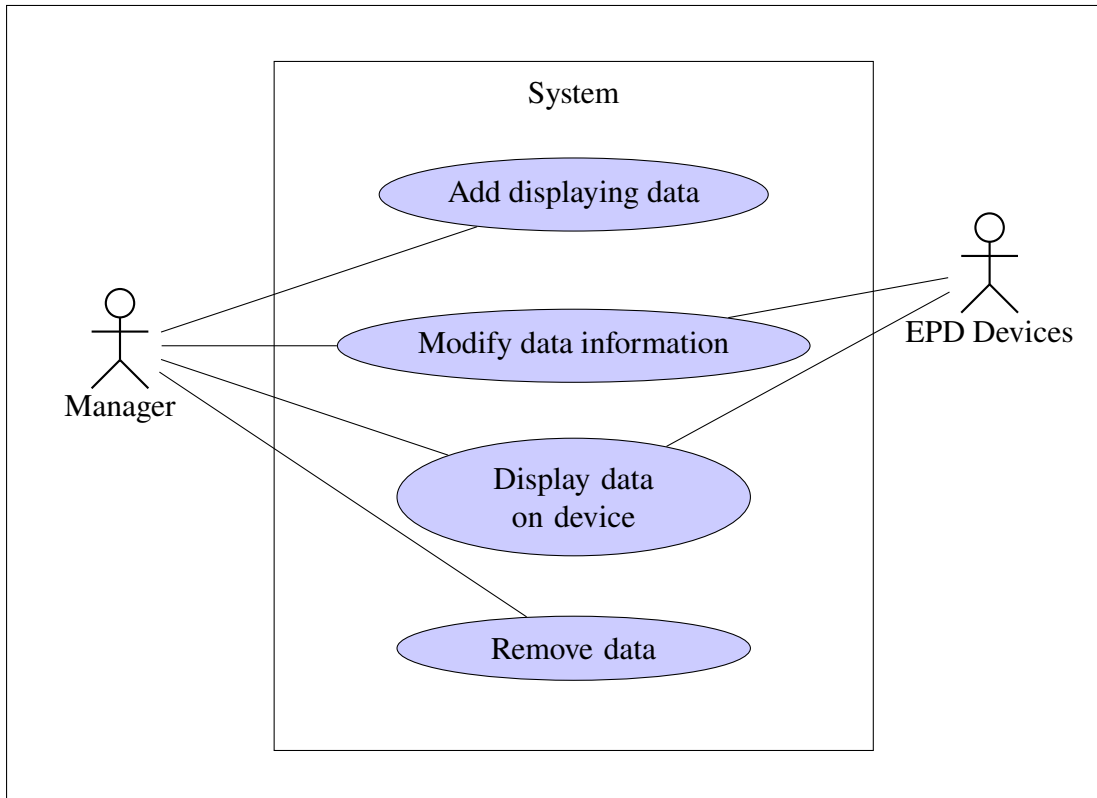 System
Add displaying data
EPD Devices
Modify data information
Manager
Display data
on device
Remove data